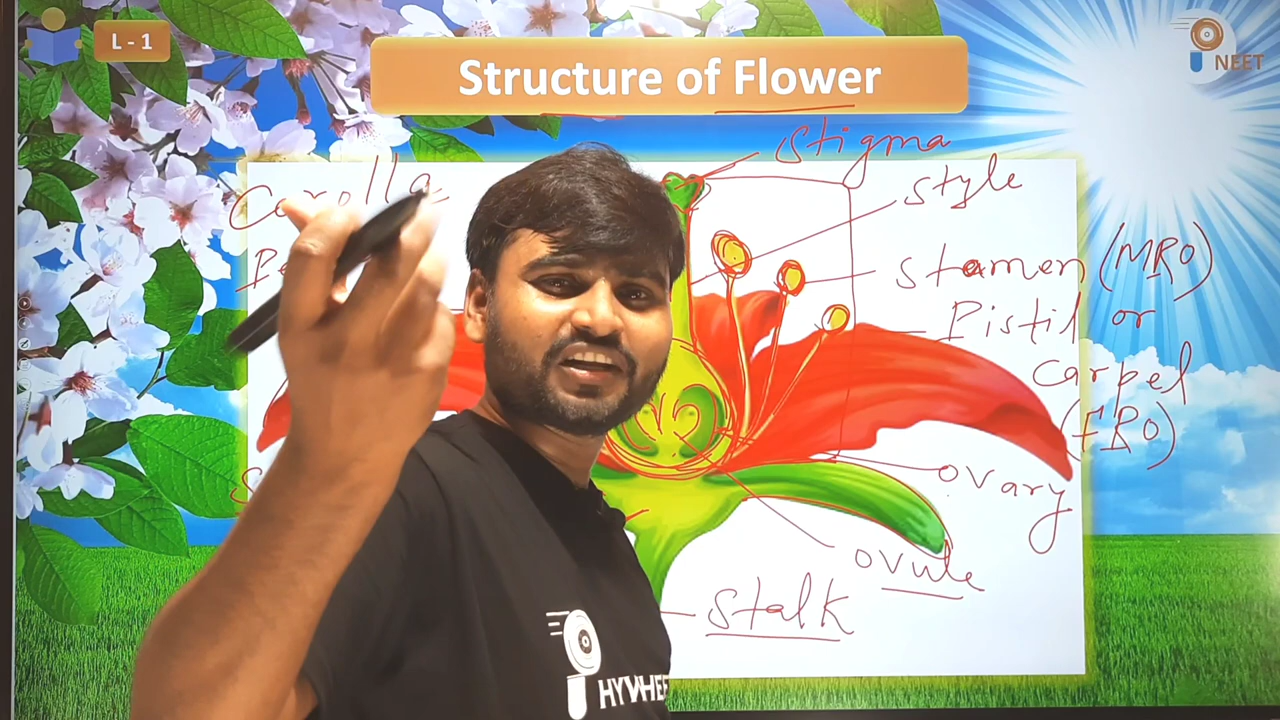 L - 1
Structure of Flower
NEET
Stigma
Corolla
Style
Stamen (MRO)
Pistil or
Carpel
(FRO)
Ovary
Ovule
Stalk